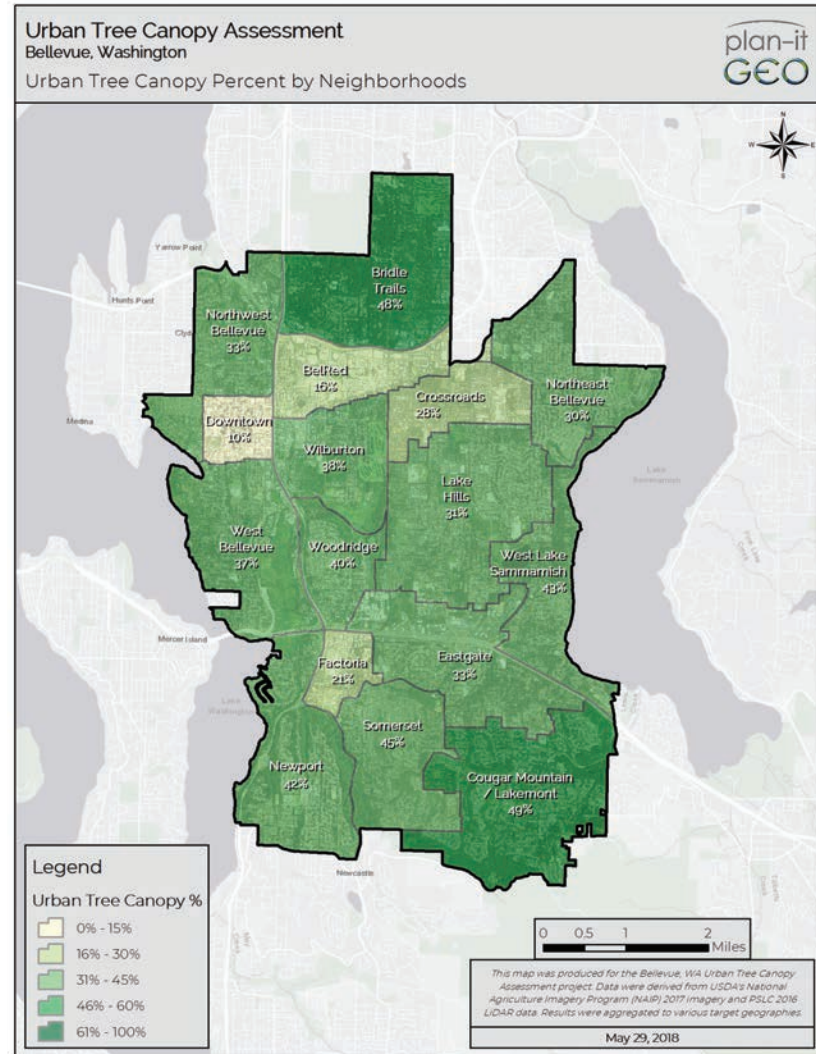 Urban Tree Canopy Assessment
Bellevue, Washington
Urban Tree Canopy Percent by Neighborhoods
plan-it
GEO
N
W
E
S
Yarrow Point
Hunts Point
Bridle
Trails
48%
Northwest
Bellevue
33%
Clyde
BelRed
16%
Crossroads
28%
Northeast
Bellevue
30%
Medina
Downtown
10%
Wilburton
38%
Lake
Hills
31%
Lake
Sammamish
West
Bellevue
37%
Woodridge
40%
West Lake
Sammamish
43%
Mercer Island
Factoria
21%
Eastgate
33%
Lake
Washington
Somerset
45%
Newport
42%
Cougar Mountain
/ Lakemont
49%
Newcastle
Legend
Urban Tree Canopy %
0% - 15%
16% - 30%
31% - 45%
46% - 60%
61% - 100%
0 0.5 1 2
Miles
This map was produced for the Bellevue, WA Urban Tree Canopy
Assessment project. Data were derived from USDA's National
Agriculture Imagery Program (NAIP) 2017 imagery and PSLC 2016
LiDAR data. Results were aggregated to various target geographies.
May 29, 2018